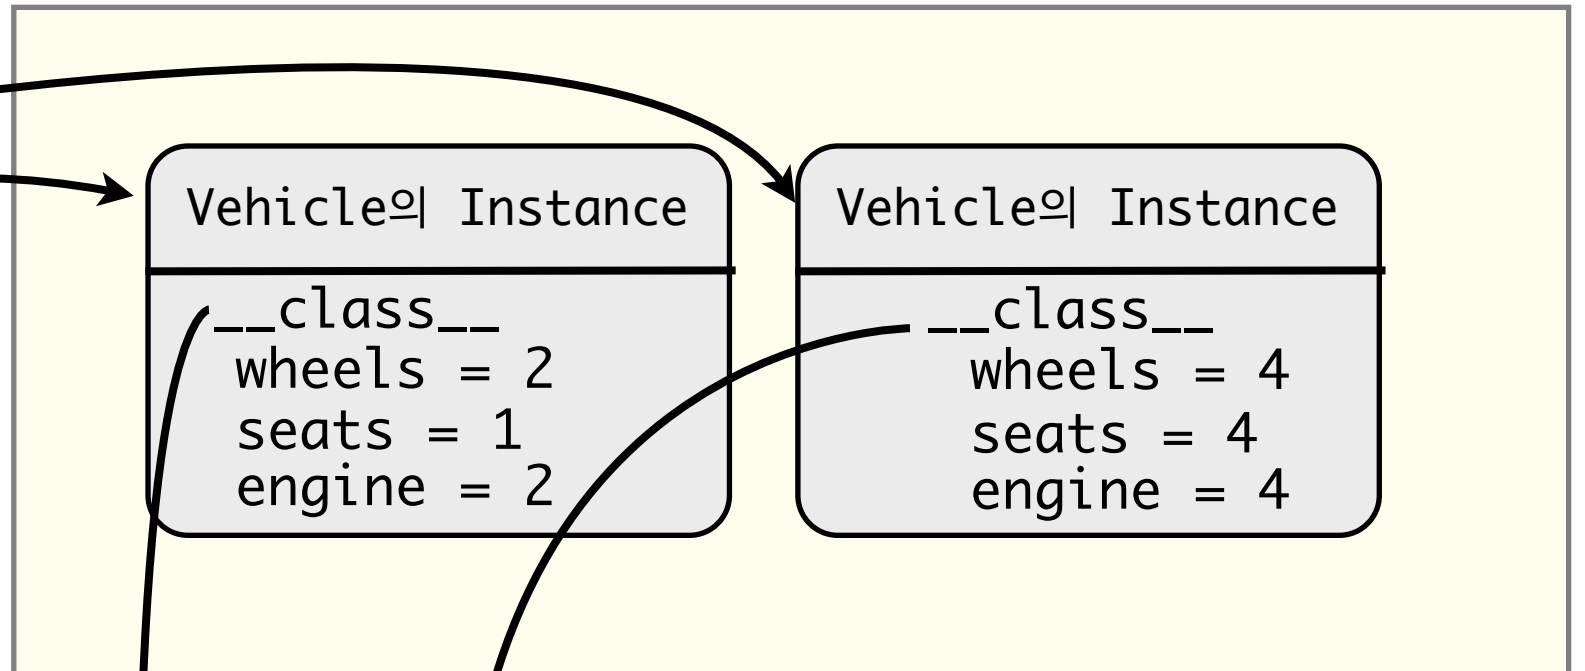 Vehicle의 Instance
__class__
wheels = 2
seats = 1
engine = 2
Vehicle의 Instance
__class__
wheels = 4
seats = 4
engine = 4